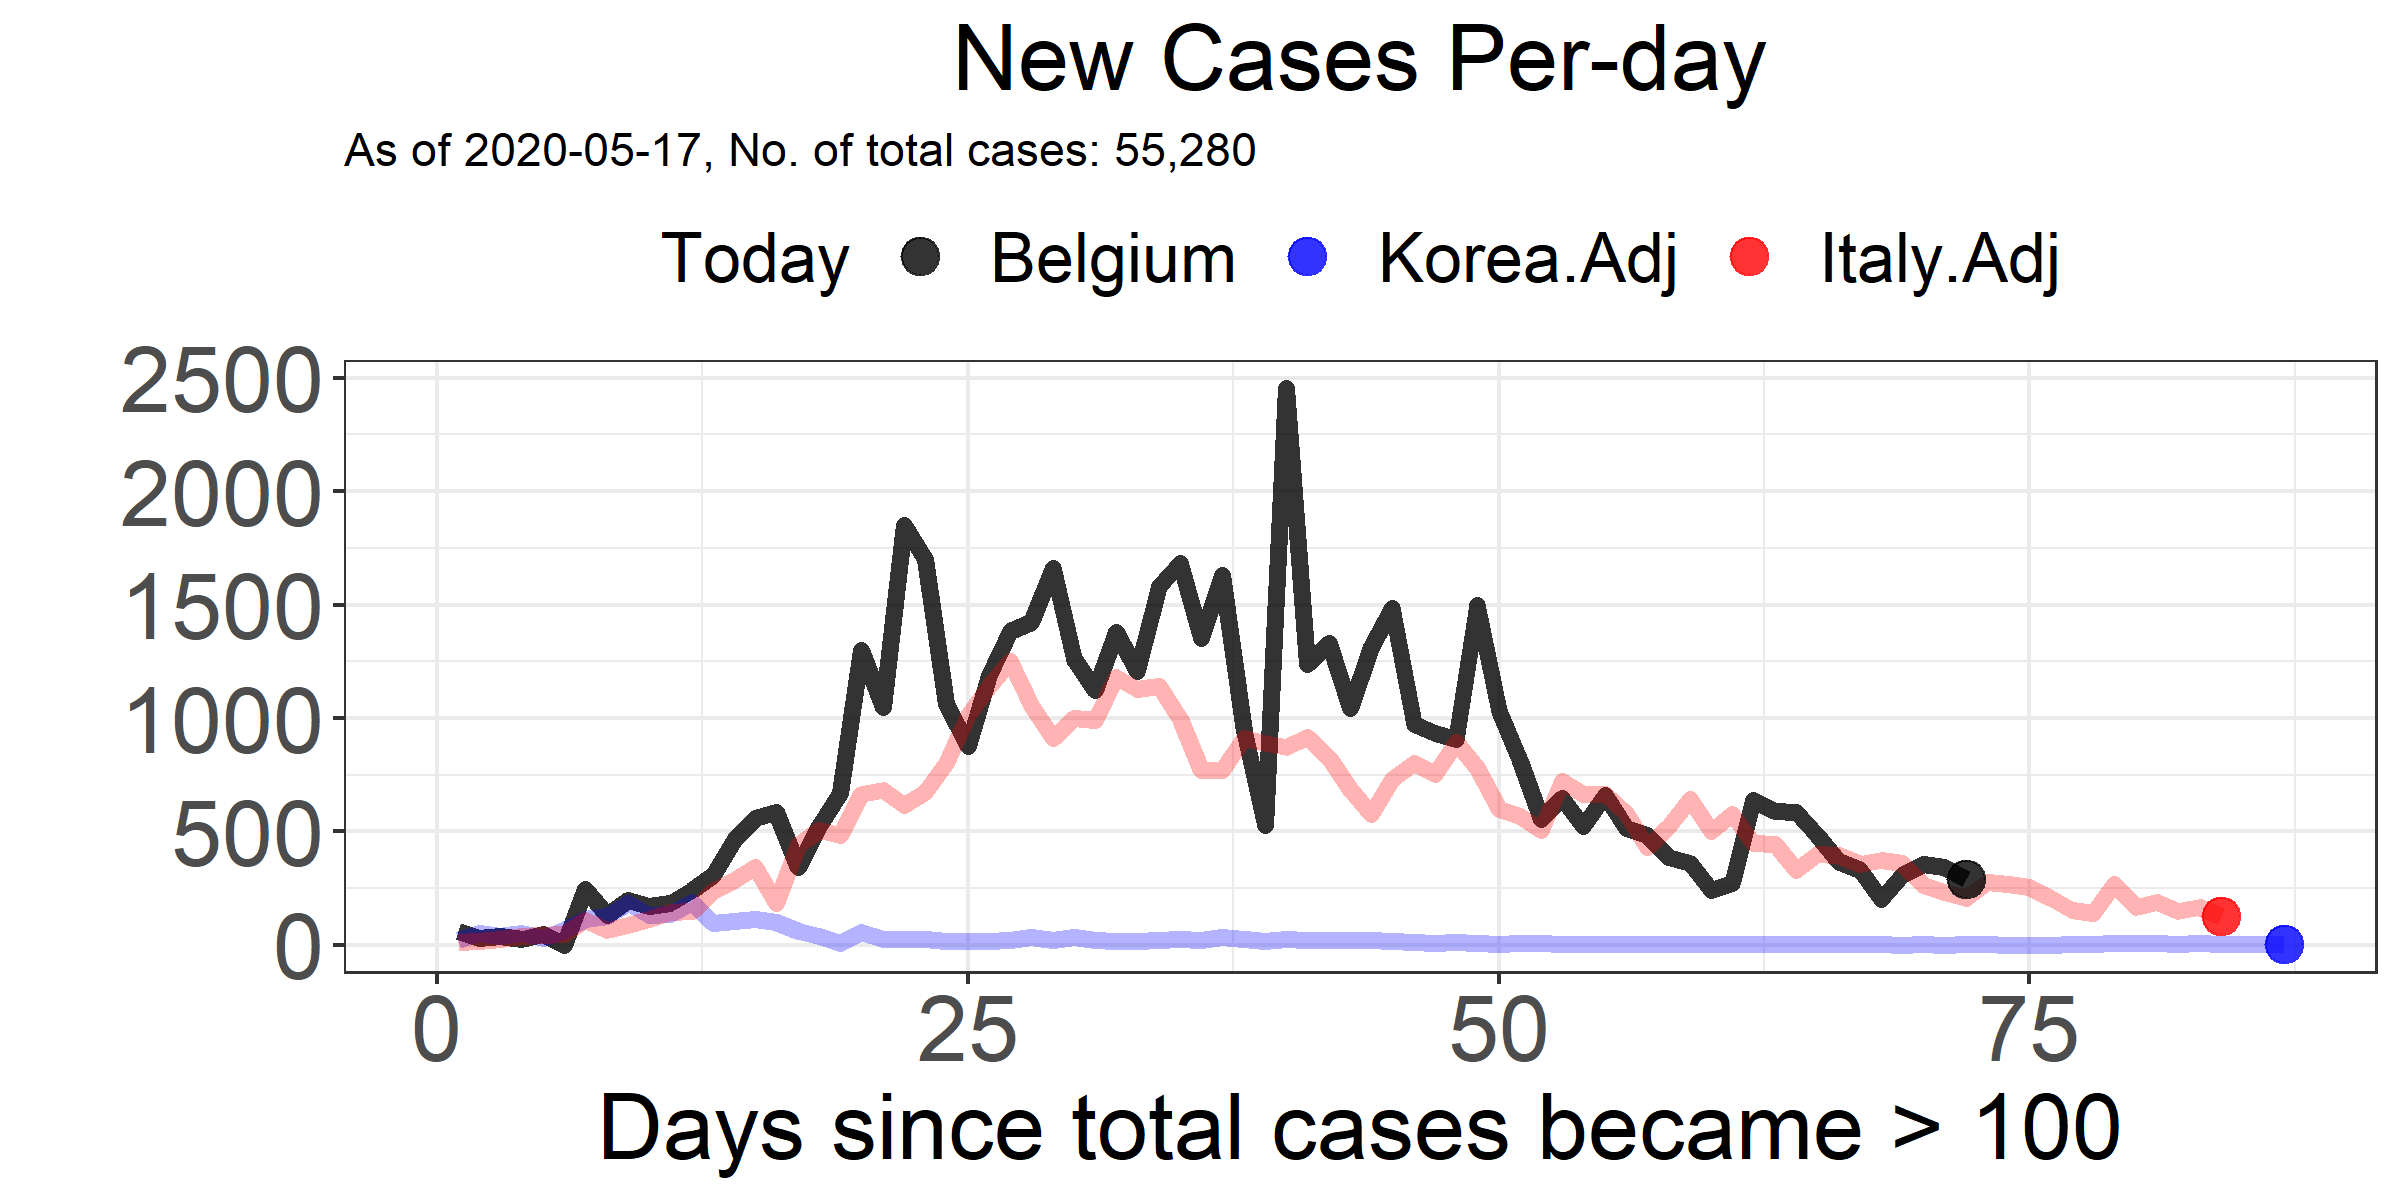 New Cases Per-day
As of 2020-05-17, No. of total cases: 55,280
Today Belgium Korea.Adj Italy.Adj
2500
2000
1500
1000
500
0
0 25 50 75
Days since total cases became > 100